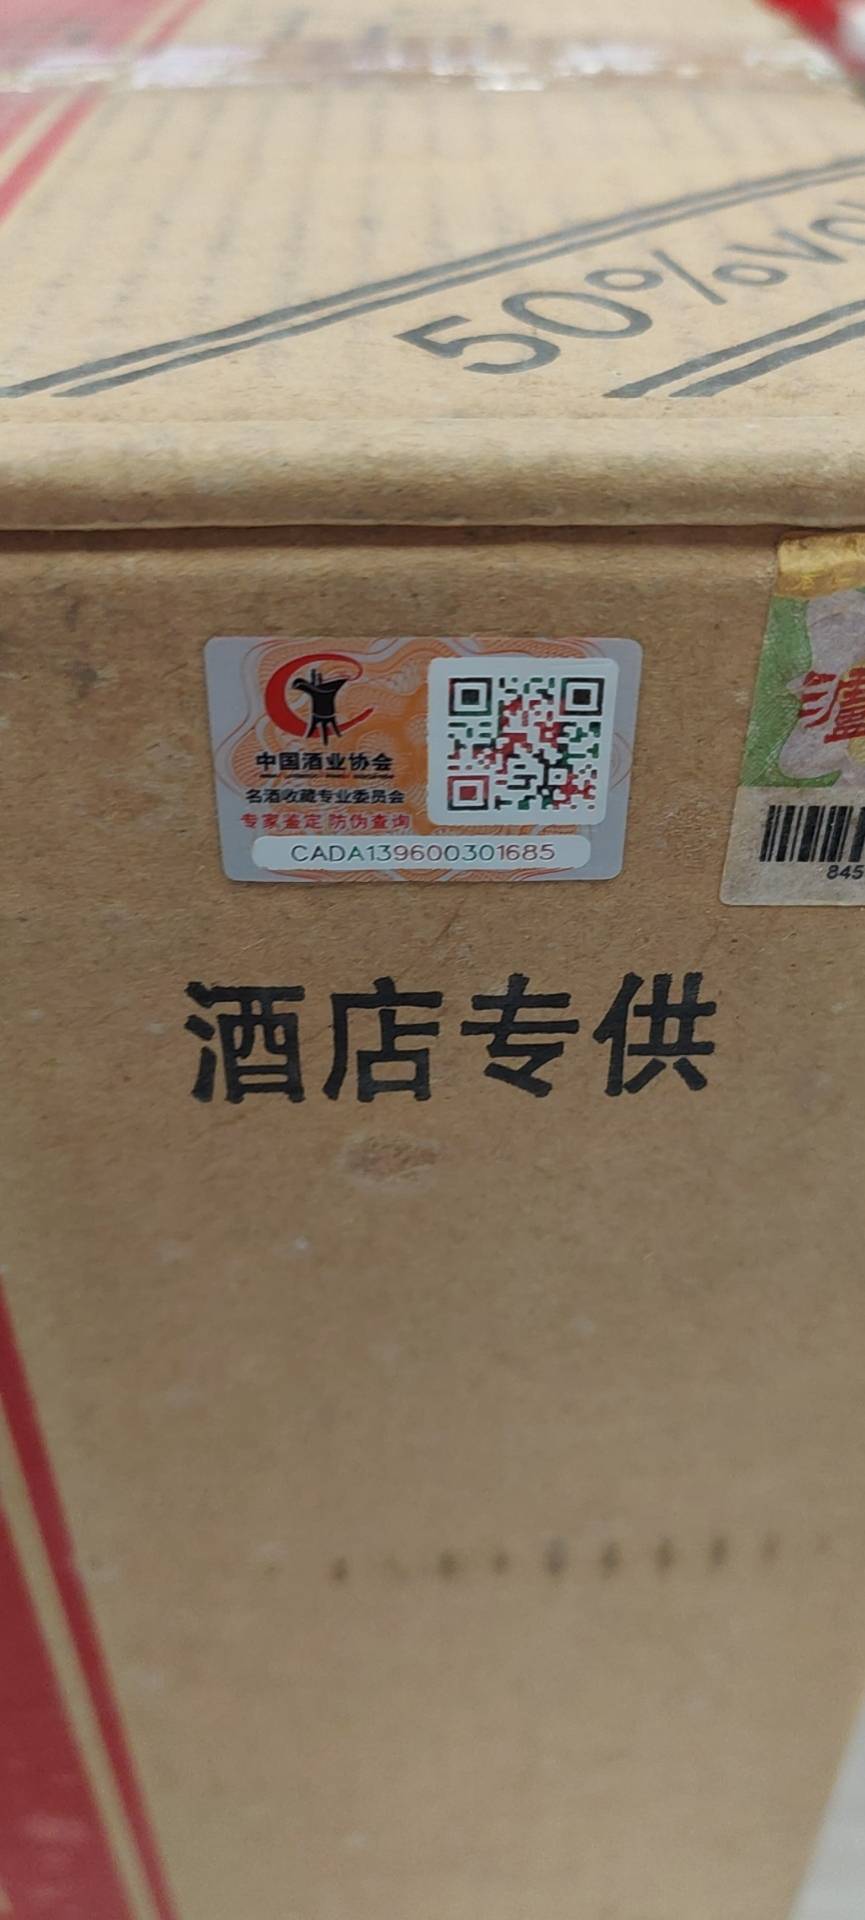 50%Vol
中国酒业协会
名酒收藏专业委员会
专家鉴定 防伪查询
CADA139600301685
泸
845
酒店专供